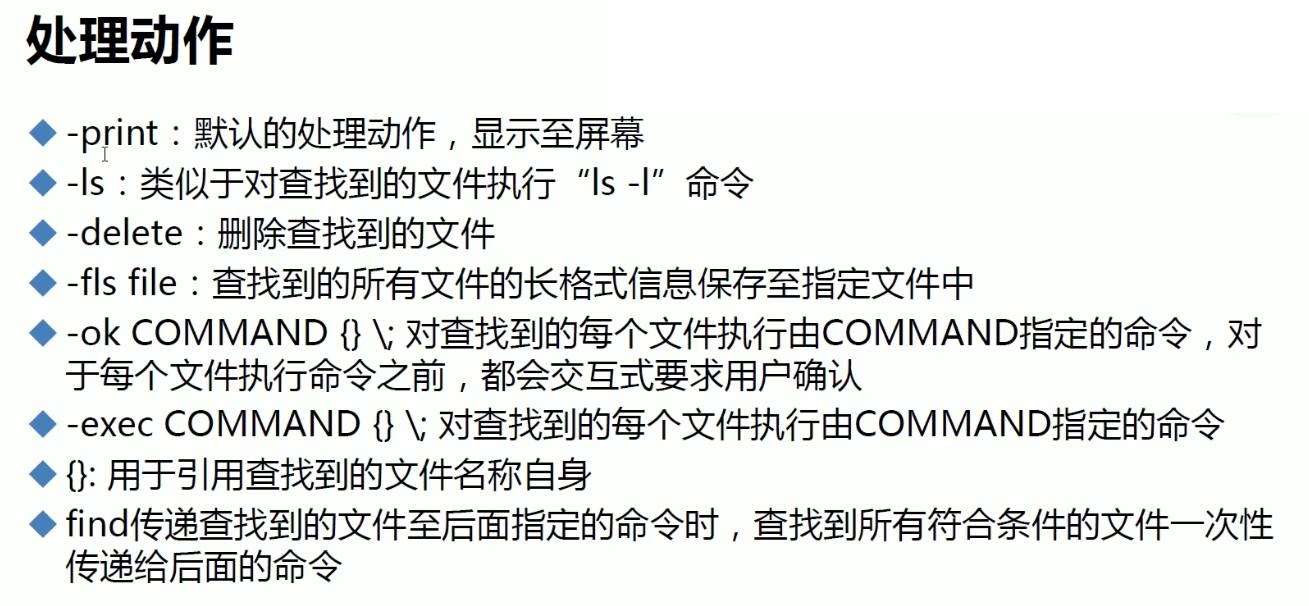 处理动作
-print：默认的处理动作，显示至屏幕
-ls：类似于对查找到的文件执行“ls -l”命令
-delete：删除查找到的文件
-fls file：查找到的所有文件的长格式信息保存至指定文件中
-ok COMMAND {} \; 对查找到的每个文件执行由COMMAND指定的命令，对
于每个文件执行命令之前，都会交互式要求用户确认
-exec COMMAND {} \; 对查找到的每个文件执行由COMMAND指定的命令
{}: 用于引用查找到的文件名称自身
find传递查找到的文件至后面指定的命令时，查找到所有符合条件的文件一次性
传递给后面的命令